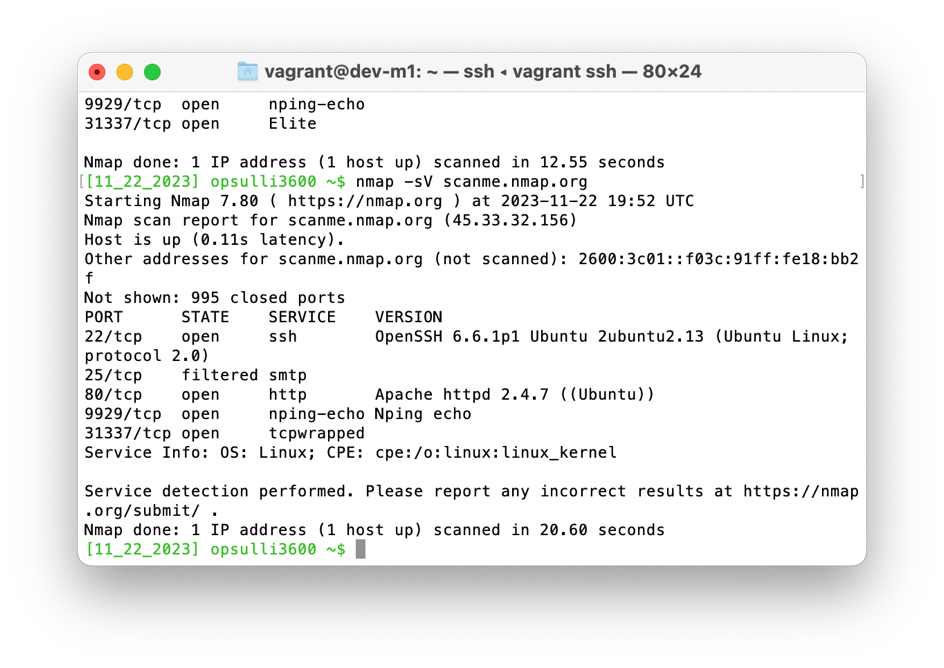 vagrant@dev-m1: ~ — ssh ◂ vagrant ssh — 80×24
9929/tcp  open     nping-echo
31337/tcp open     Elite
Nmap done: 1 IP address (1 host up) scanned in 12.55 seconds
[[11_22_2023] opsulli3600 ~$ nmap -sV scanme.nmap.org ]
Starting Nmap 7.80 ( https://nmap.org ) at 2023-11-22 19:52 UTC
Nmap scan report for scanme.nmap.org (45.33.32.156)
Host is up (0.11s latency).
Other addresses for scanme.nmap.org (not scanned): 2600:3c01::f03c:91ff:fe18:bb2
f
Not shown: 995 closed ports
PORT      STATE    SERVICE    VERSION
22/tcp    open     ssh        OpenSSH 6.6.1p1 Ubuntu 2ubuntu2.13 (Ubuntu Linux;
protocol 2.0)
25/tcp    filtered smtp
80/tcp    open     http       Apache httpd 2.4.7 ((Ubuntu))
9929/tcp  open     nping-echo Nping echo
31337/tcp open     tcpwrapped
Service Info: OS: Linux; CPE: cpe:/o:linux:linux_kernel
Service detection performed. Please report any incorrect results at https://nmap
.org/submit/ .
Nmap done: 1 IP address (1 host up) scanned in 20.60 seconds
[11_22_2023] opsulli3600 ~$